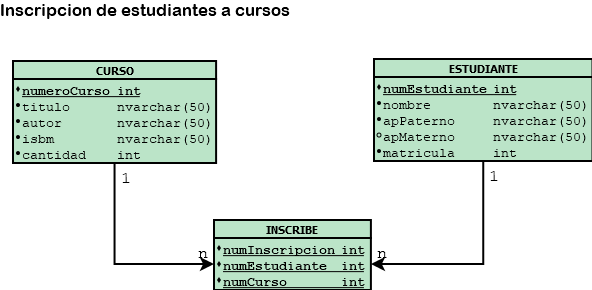 Inscripcion de estudiantes a cursos
CURSO
numeroCurso int
titulo nvarchar(50)
autor nvarchar(50)
isbm nvarchar(50)
cantidad int
ESTUDIANTE
numEstudiante int
nombre nvarchar(50)
apPaterno nvarchar(50)
apMaterno nvarchar(50)
matricula int
1
1
n
n
INSCRIBE
numInscripcion int
numEstudiante int
numCurso int